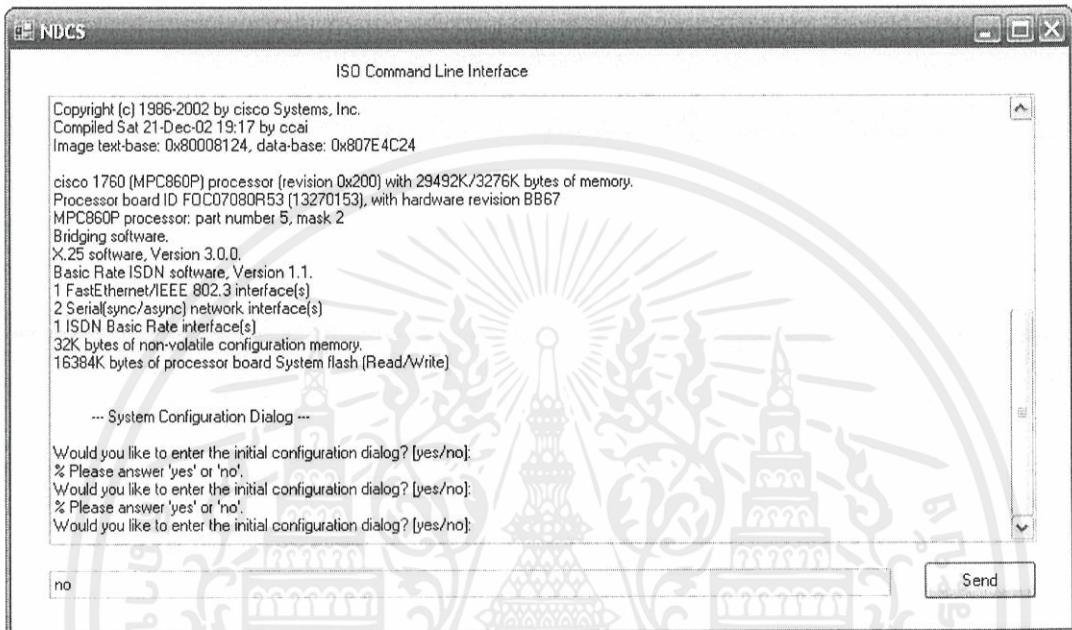 NDCS
ISO Command Line Interface
Copyright (c) 1986-2002 by cisco Systems, Inc.
Compiled Sat 21-Dec-02 19:17 by ccai
Image text-base: 0x80008124, data-base: 0x807E4C24
cisco 1760 (MPC860P) processor (revision 0x200) with 29492K/3276K bytes of memory.
Processor board ID FOC07080R53 (13270153), with hardware revision BB67
MPC860P processor: part number 5, mask 2
Bridging software.
X.25 software, Version 3.0.0.
Basic Rate ISDN software, Version 1.1.
1 FastEthernet/IEEE 802.3 interface(s)
2 Serial(sync/async) network interface(s)
1 ISDN Basic Rate interface(s)
32K bytes of non-volatile configuration memory.
16384K bytes of processor board System flash (Read/Write)
--- System Configuration Dialog ---
Would you like to enter the initial configuration dialog? [yes/no]:
% Please answer 'yes' or 'no'.
Would you like to enter the initial configuration dialog? [yes/no]:
% Please answer 'yes' or 'no'.
Would you like to enter the initial configuration dialog? [yes/no]:
no
Send